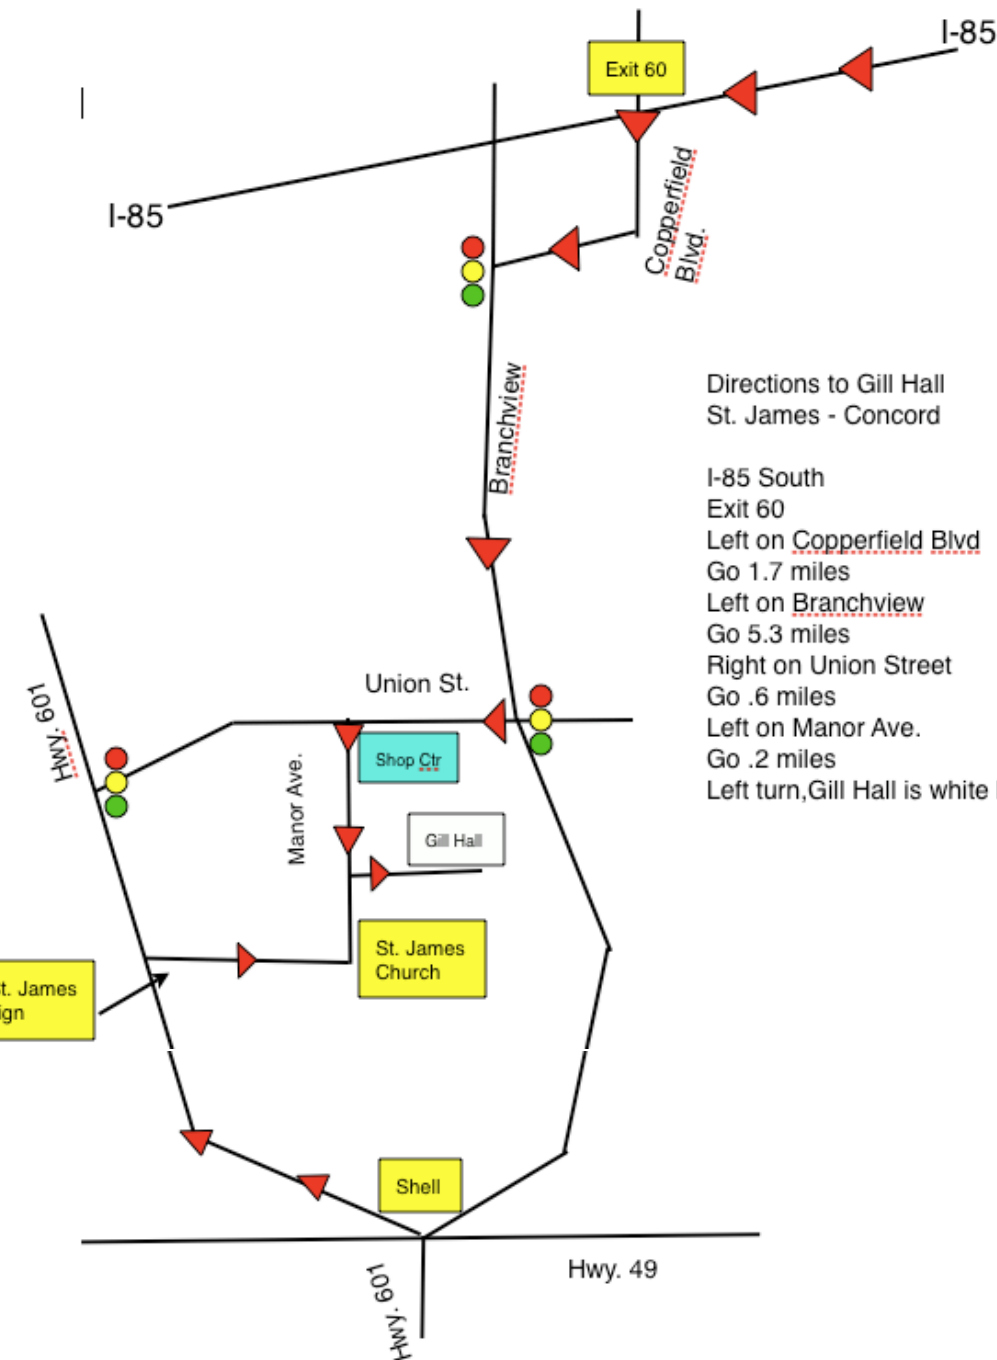 I-85
Exit 60
I-85
Copperfield
Blvd.
Branchview
Directions to Gill Hall
St. James - Concord
I-85 South
Exit 60
Left on Copperfield Blvd
Go 1.7 miles
Left on Branchview
Go 5.3 miles
Right on Union Street
Go .6 miles
Left on Manor Ave.
Go .2 miles
Left turn,Gill Hall is white
Union St.
Hwy. 601
Shop Ctr
Manor Ave.
Gill Hall
St. James
Church
t. James
ign
Shell
Hwy. 49
Hwy. 601